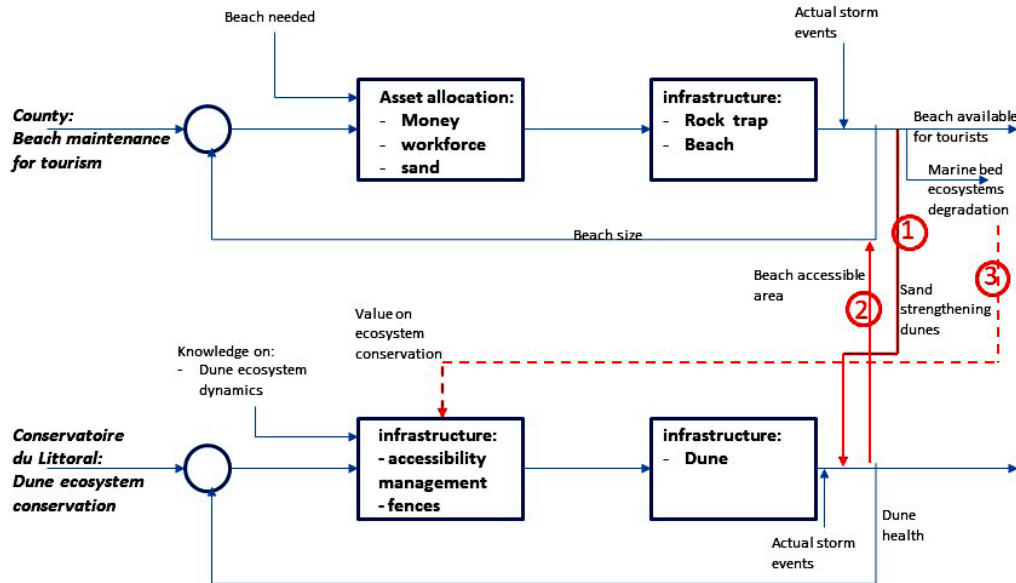 Beach needed
Actual storm
events
County:
Beach maintenance
for tourism
Asset allocation:
- Money
- workforce
- sand
infrastructure:
- Rock trap
- Beach
Beach available
for tourists
Marine bed
ecosystems
degradation
Beach size
1
Beach accessible
area
2
Sand
strengthening
dunes
3
Value on
ecosystem
conservation
Knowledge on:
- Dune ecosystem
dynamics
Conservatoire
du Littoral:
Dune ecosystem
conservation
infrastructure:
- accessibility
management
- fences
infrastructure:
- Dune
Actual storm
events
Dune
health